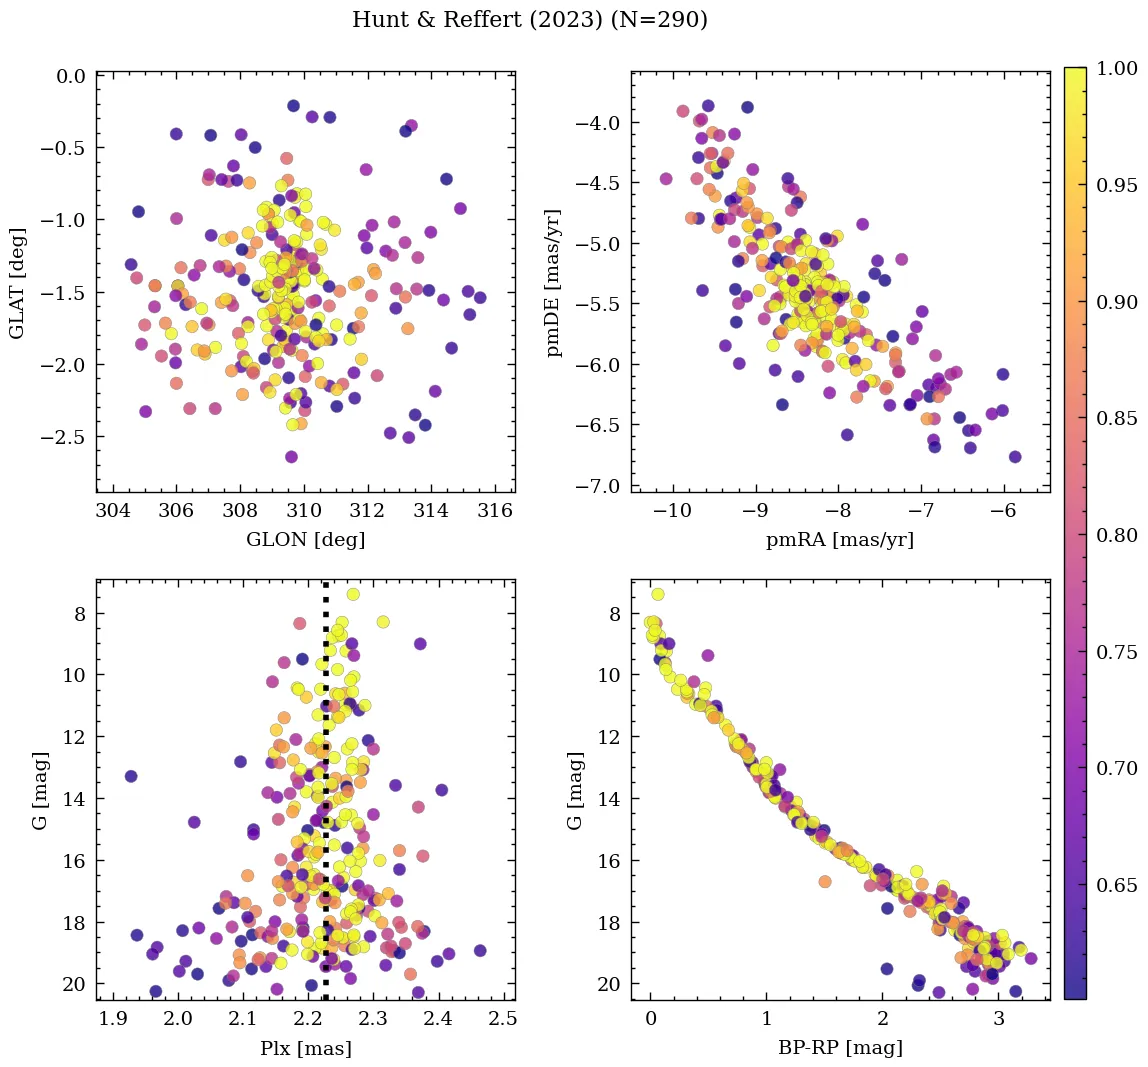 Hunt & Reffert (2023) (N=290)
0.0
−0.5
−1.0
−1.5
−2.0
−2.5
GLAT [deg]
304 306 308 310 312 314 316
GLON [deg]
−4.0
−4.5
−5.0
−5.5
−6.0
−6.5
−7.0
pmDE [mas/yr]
−10 −9 −8 −7 −6
pmRA [mas/yr]
8
10
12
14
16
18
20
G [mag]
1.9 2.0 2.1 2.2 2.3 2.4 2.5
Plx [mas]
8
10
12
14
16
18
20
G [mag]
0 1 2 3
BP-RP [mag]
1.00
0.95
0.90
0.85
0.80
0.75
0.70
0.65